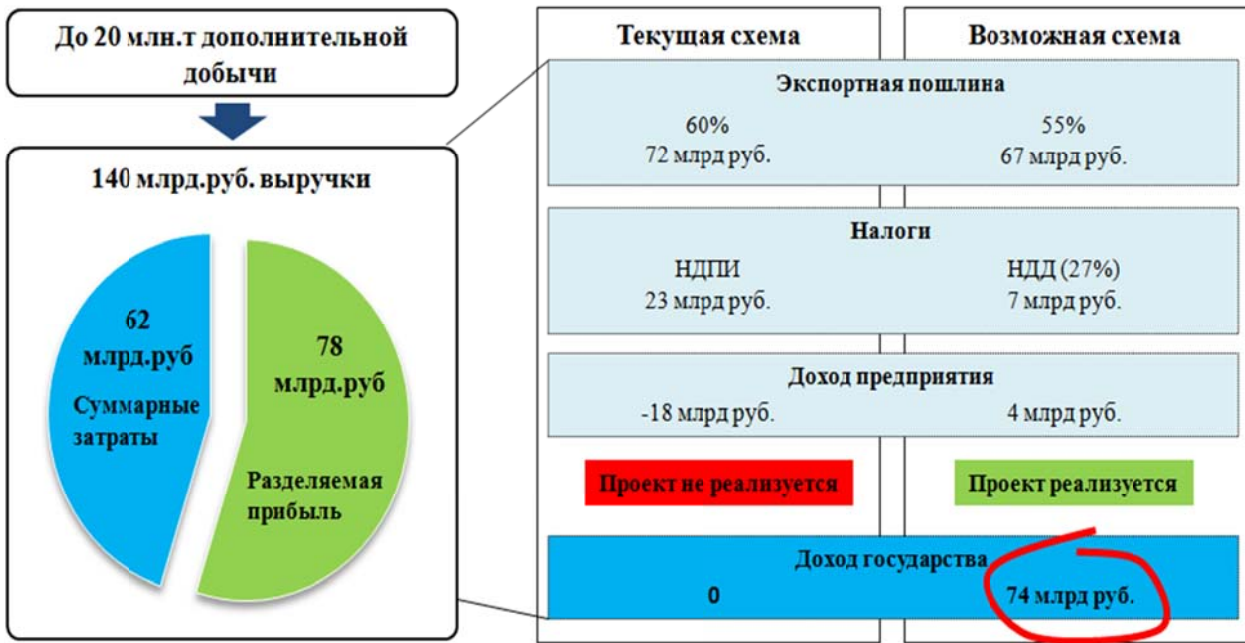 До 20 млн.т дополнительной
добычи
140 млрд.руб. выручки
62
млрд.руб
Суммарные
затраты
78
млрд.руб
Разделяемая
прибыль
Текущая схема
Возможная схема
Экспортная пошлина
60%
72 млрд руб.
55%
67 млрд руб.
Налоги
НДПИ
23 млрд руб.
НДД (27%)
7 млрд руб.
Доход предприятия
-18 млрд руб.
4 млрд руб.
Проект не реализуется
Проект реализуется
Доход государства
0
74 млрд руб.